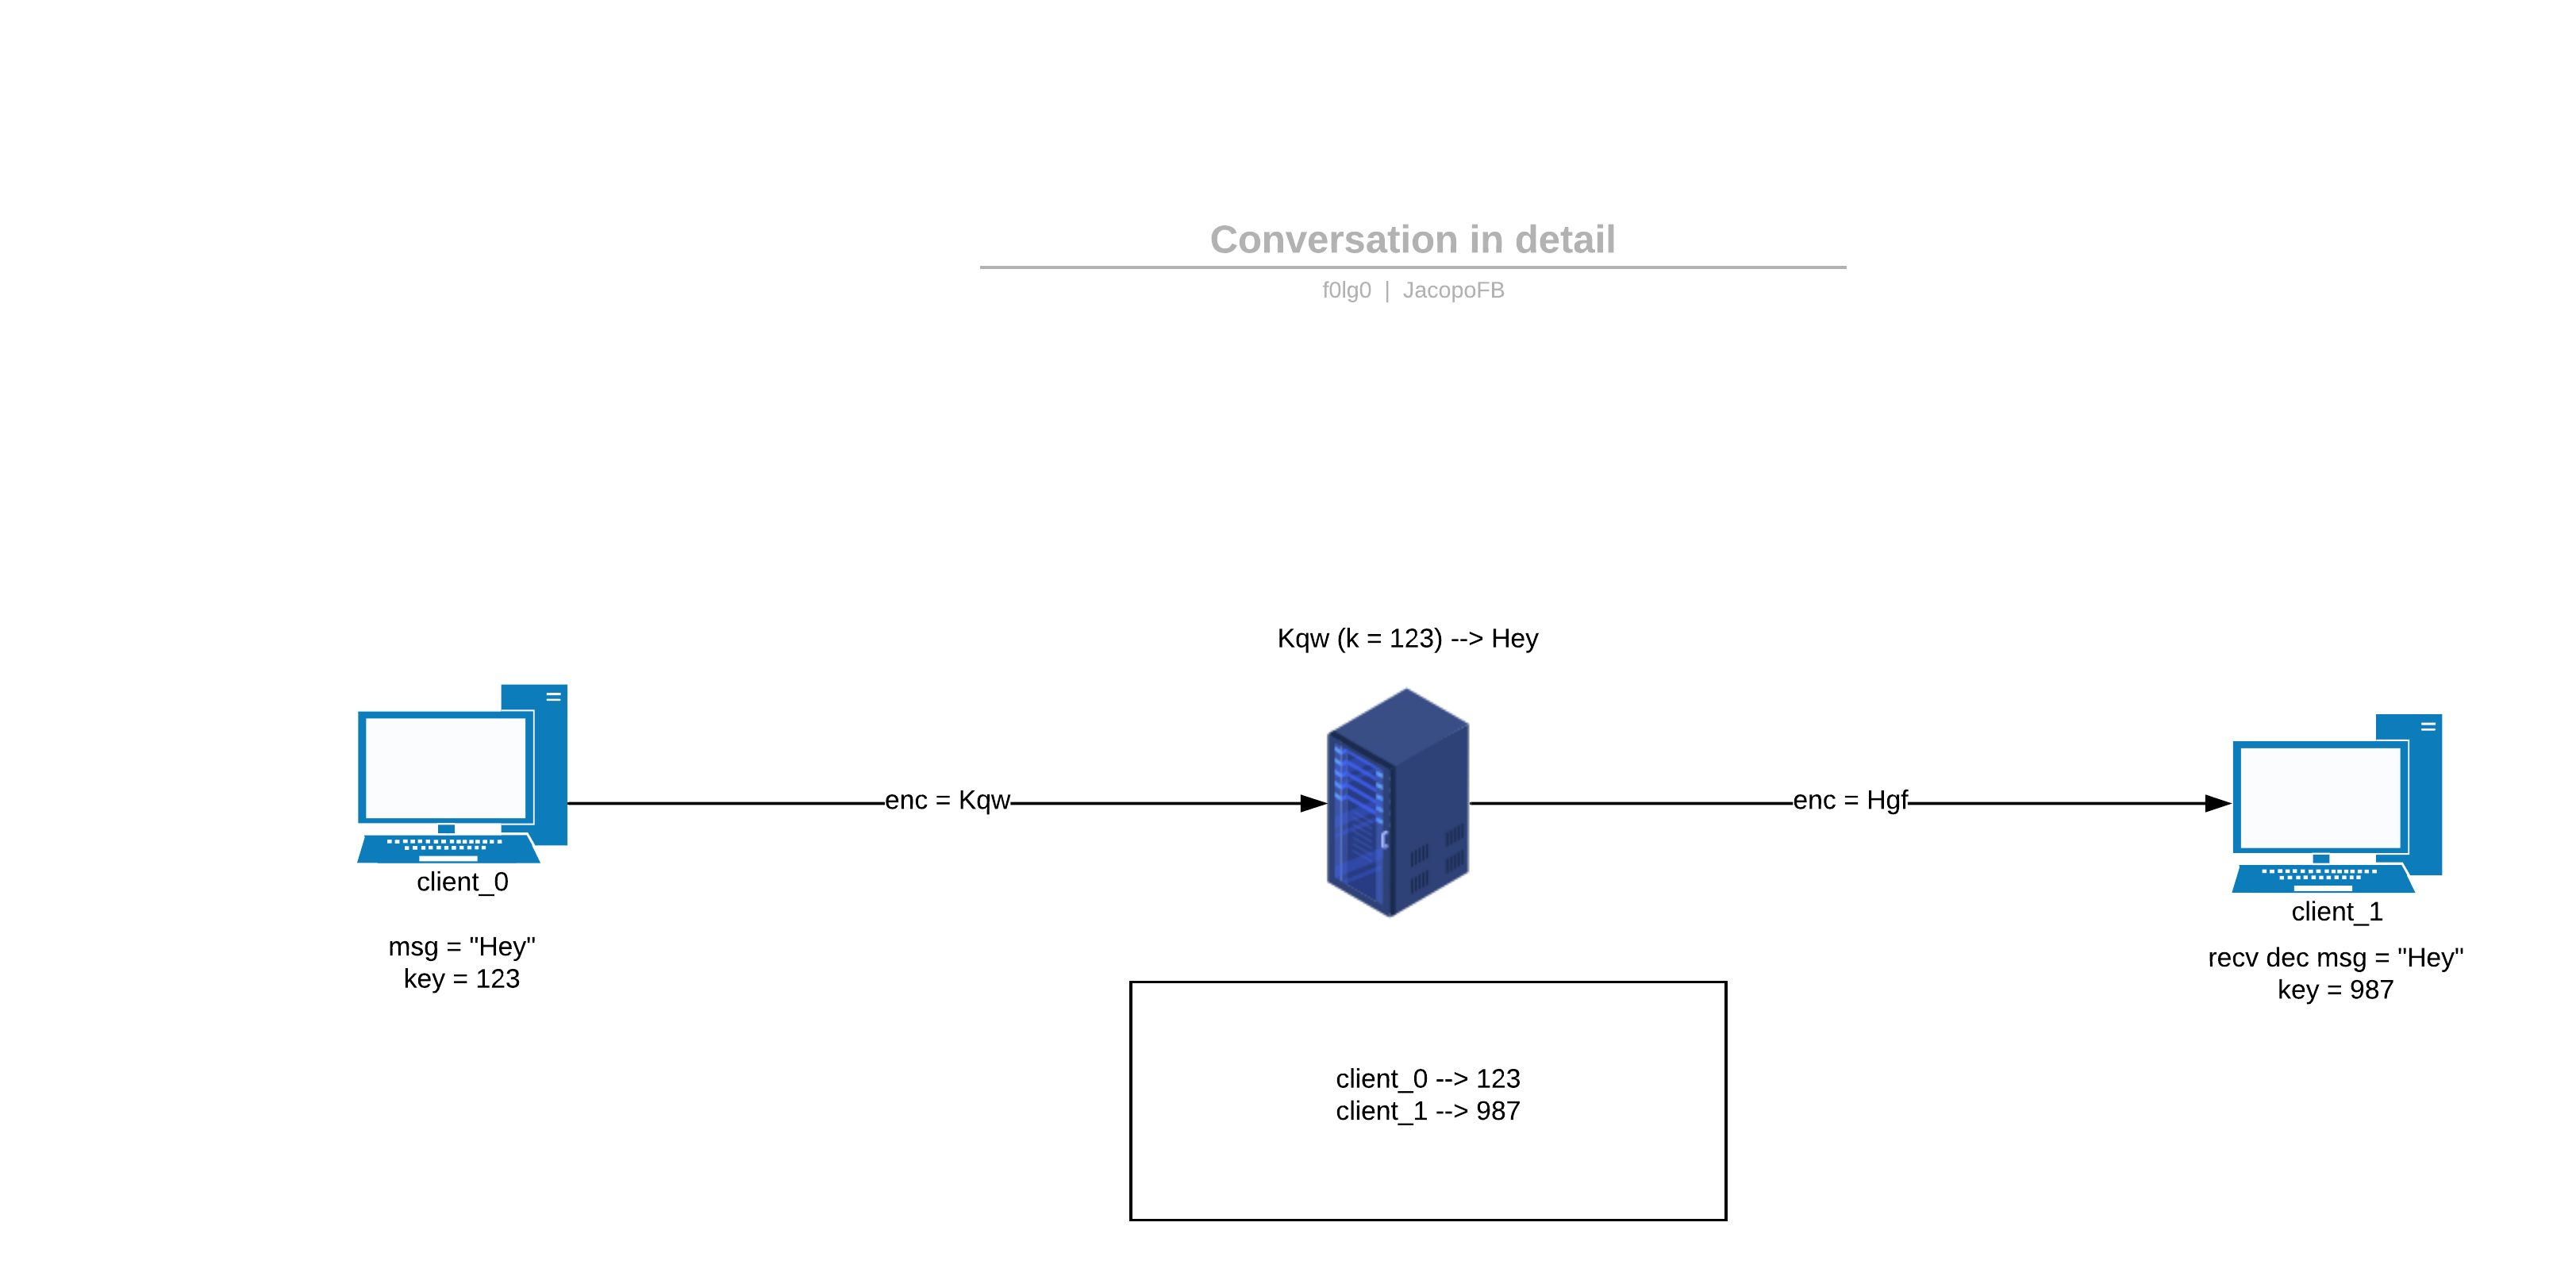 Conversation in detail
f0lg0 | JacopoFB
Kqw (k = 123) --> Hey
enc = Kqw
enc = Hgf
client_0
msg = "Hey"
key = 123
client_1
recv dec msg = "Hey"
key = 987
client_0 --> 123
client_1 --> 987